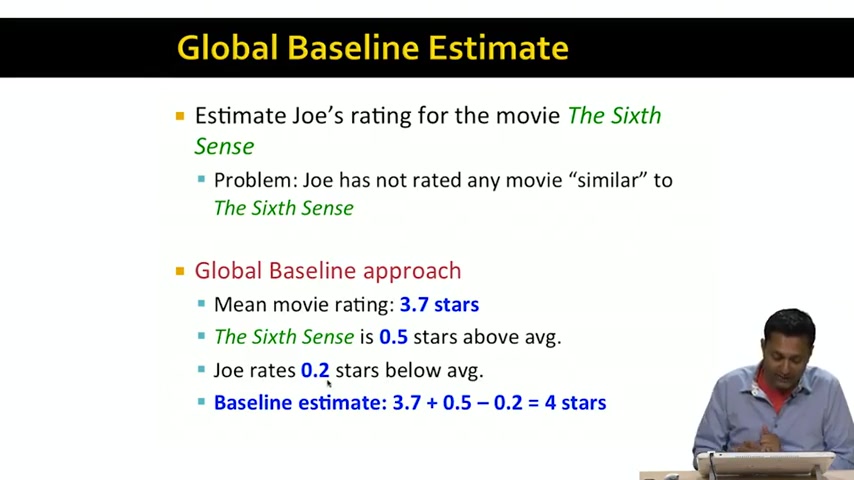 Global Baseline Estimate
Estimate Joe's rating for the movie The Sixth
Sense
Problem: Joe has not rated any movie “similar” to
The Sixth Sense
Global Baseline approach
Mean movie rating: 3.7 stars
The Sixth Sense is 0.5 stars above avg.
Joe rates 0.2 stars below avg.
Baseline estimate: 3.7 + 0.5 – 0.2 = 4 stars